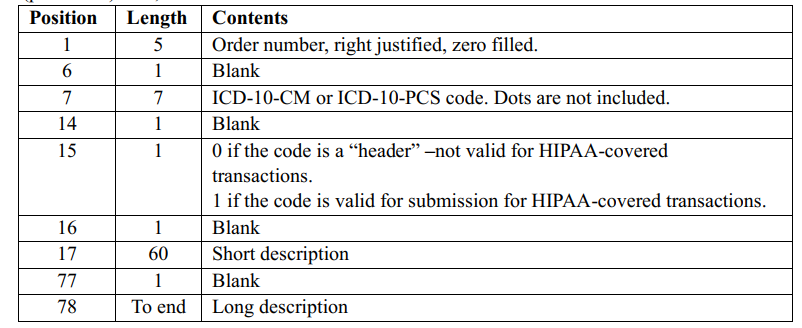 Position Length Contents
1 5 Order number, right justified, zero filled.
6 1 Blank
7 7 ICD-10-CM or ICD-10-PCS code. Dots are not included.
14 1 Blank
15 1 0 if the code is a “header” –not valid for HIPAA-covered
transactions.
1 if the code is valid for submission for HIPAA-covered transactions.
16 1 Blank
17 60 Short description
77 1 Blank
78 To end Long description